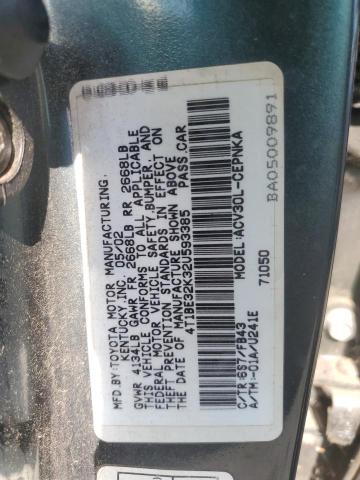 MFD. BY: TOYOTA MOTOR MANUFACTURING,
KENTUCKY,INC. 05/02
GVWR 4134LB GAWR FR 2668LB RR 2668LB
THIS VEHICLE CONFORMS TO ALL APPLICABLE
FEDERAL MOTOR VEHICLE SAFETY,BUMPER, AND
THEFT PREVENTION STANDARDS IN EFFECT ON
THE DATE OF MANUFACTURE SHOWN ABOVE
4T1BE32K32U593385 PASS.CAR
MODEL:ACV30L-CEPNKA
71050
C/TR:6S7/FB43
A/TM-01A/U241E
BA05009891